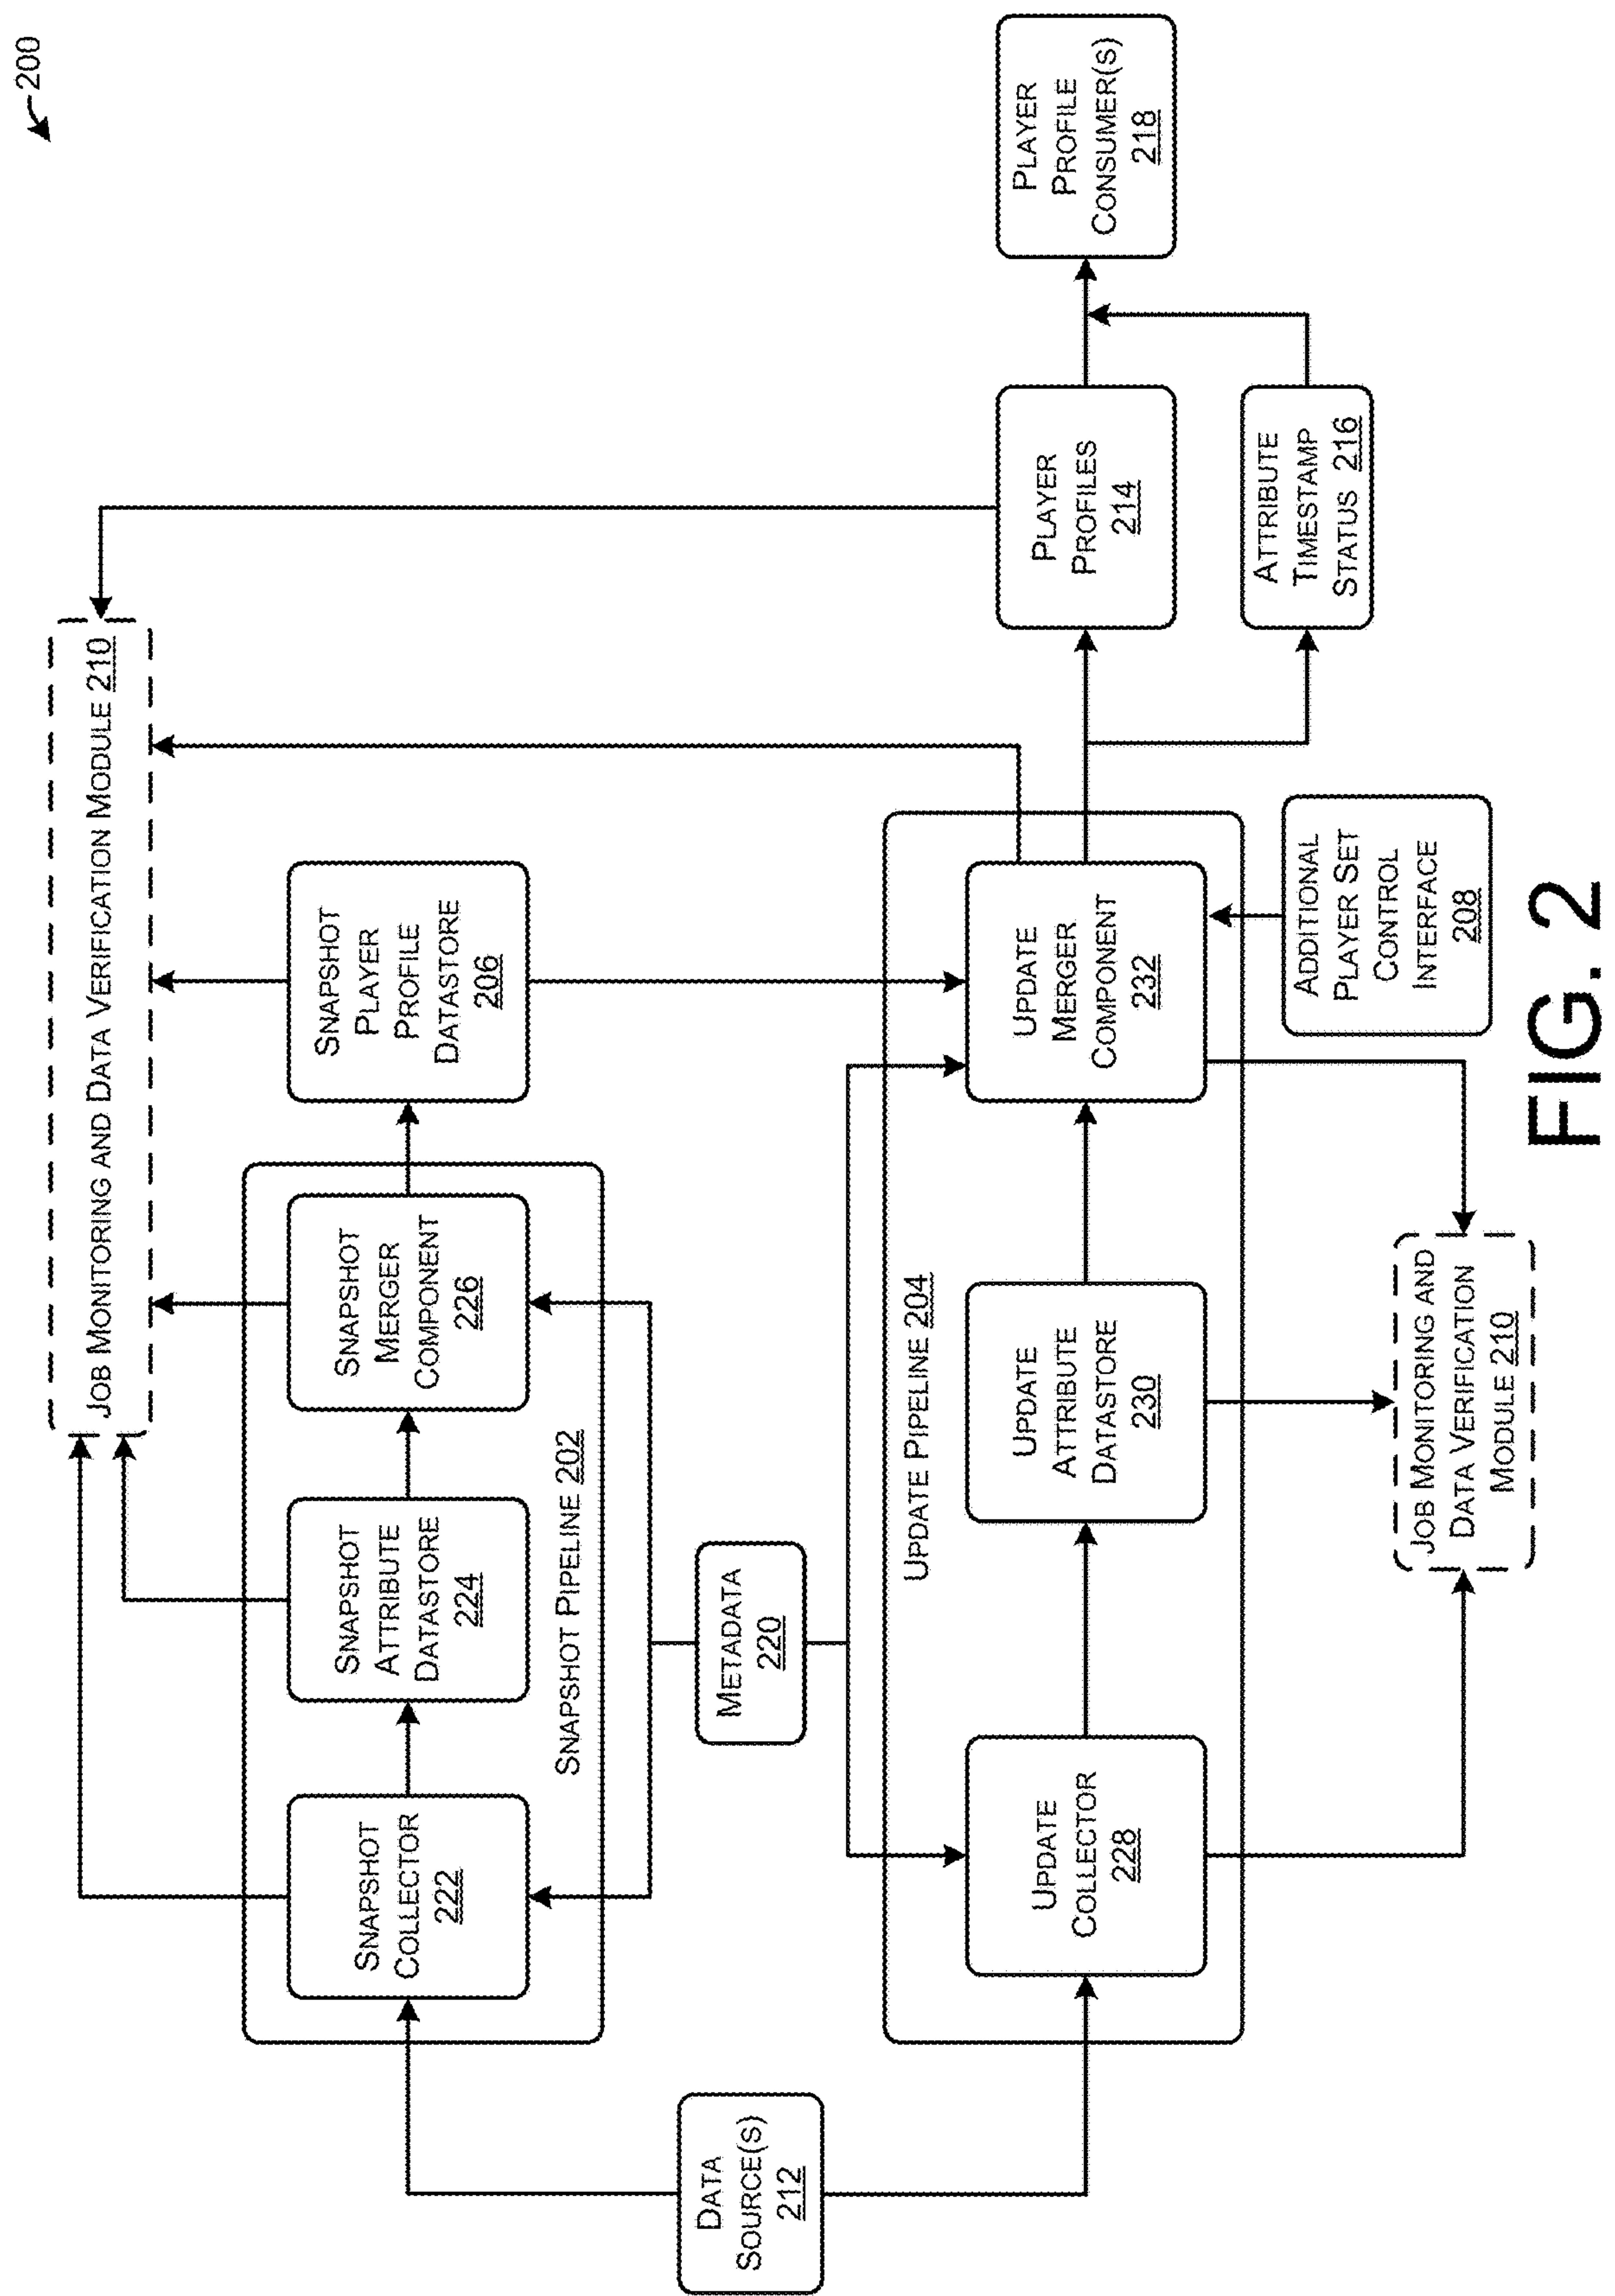 200
JOB MONITORING AND DATA VERIFICATION MODULE 210
SNAPSHOT
COLLECTOR
222
SNAPSHOT
ATTRIBUTE
DATASTORE
224
SNAPSHOT
MERGER
COMPONENT
226
SNAPSHOT
PLAYER
PROFILE
DATASTORE
206
SNAPSHOT PIPELINE 202
DATA
SOURCE(S)
212
METADATA
220
UPDATE PIPELINE 204
UPDATE
COLLECTOR
228
UPDATE
ATTRIBUTE
DATASTORE
230
UPDATE
MERGER
COMPONENT
232
PLAYER
PROFILES
214
PLAYER
PROFILE
CONSUMER(S)
218
ATTRIBUTE
TIMESTAMP
STATUS 216
ADDITIONAL
PLAYER SET
CONTROL
INTERFACE
208
JOB MONITORING AND
DATA VERIFICATION
MODULE 210
FIG. 2